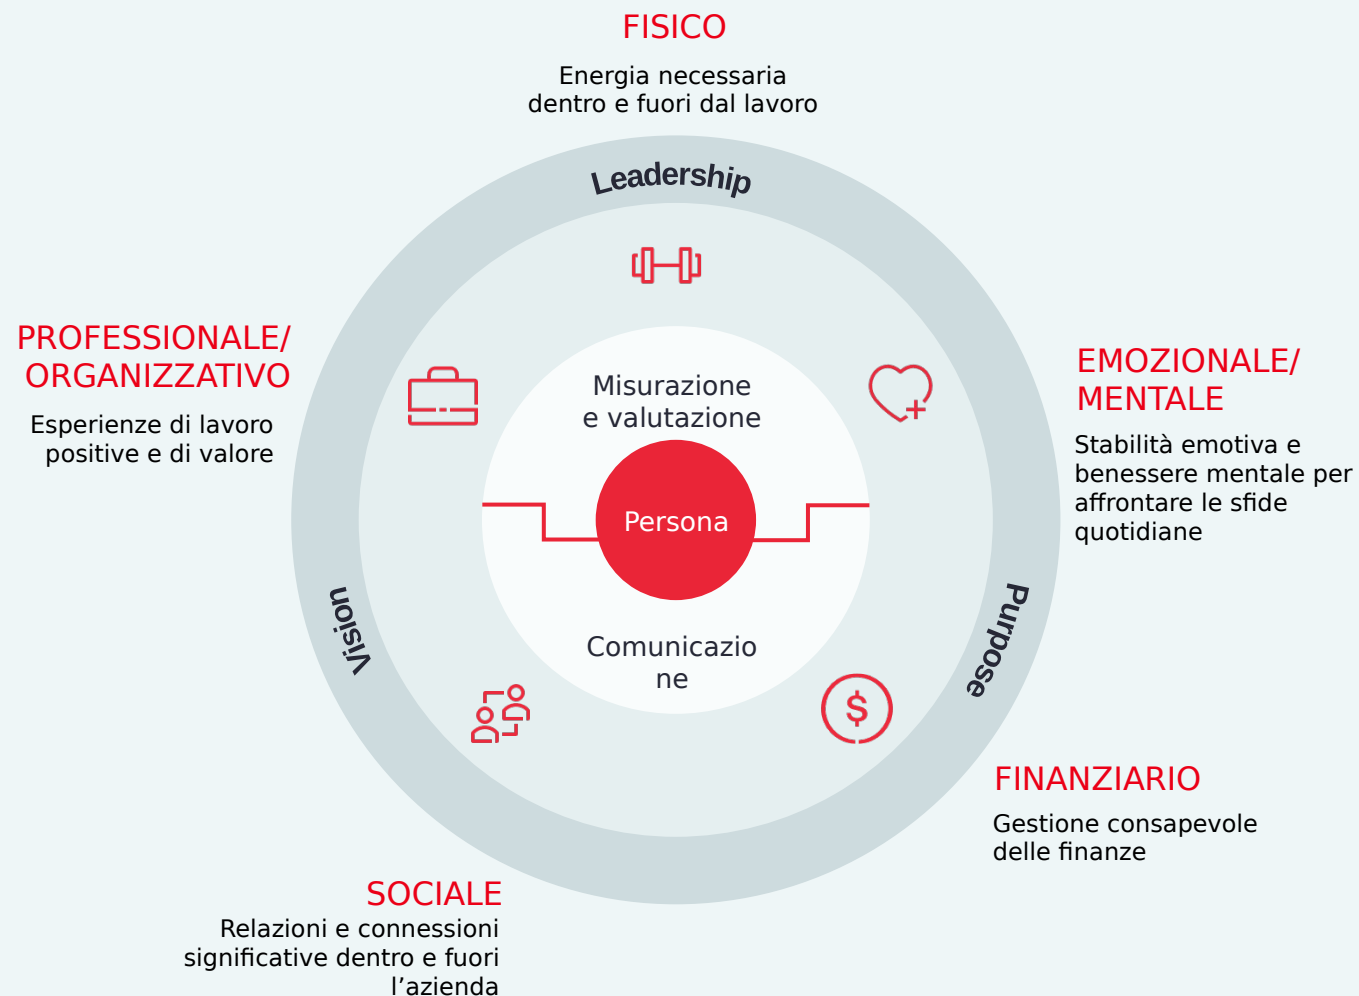 FISICO
Energia necessaria
dentro e fuori dal lavoro
Leadership
PROFESSIONALE/
ORGANIZZATIVO
Esperienze di lavoro
positive e di valore
EMOZIONALE/
MENTALE
Stabilità emotiva e
benessere mentale per
affrontare le sfide
quotidiane
Misurazione
e valutazione
Persona
Comunicazio
ne
Vision
Purpose
$
FINANZIARIO
Gestione consapevole
delle finanze
SOCIALE
Relazioni e connessioni
significative dentro e fuori
l’azienda